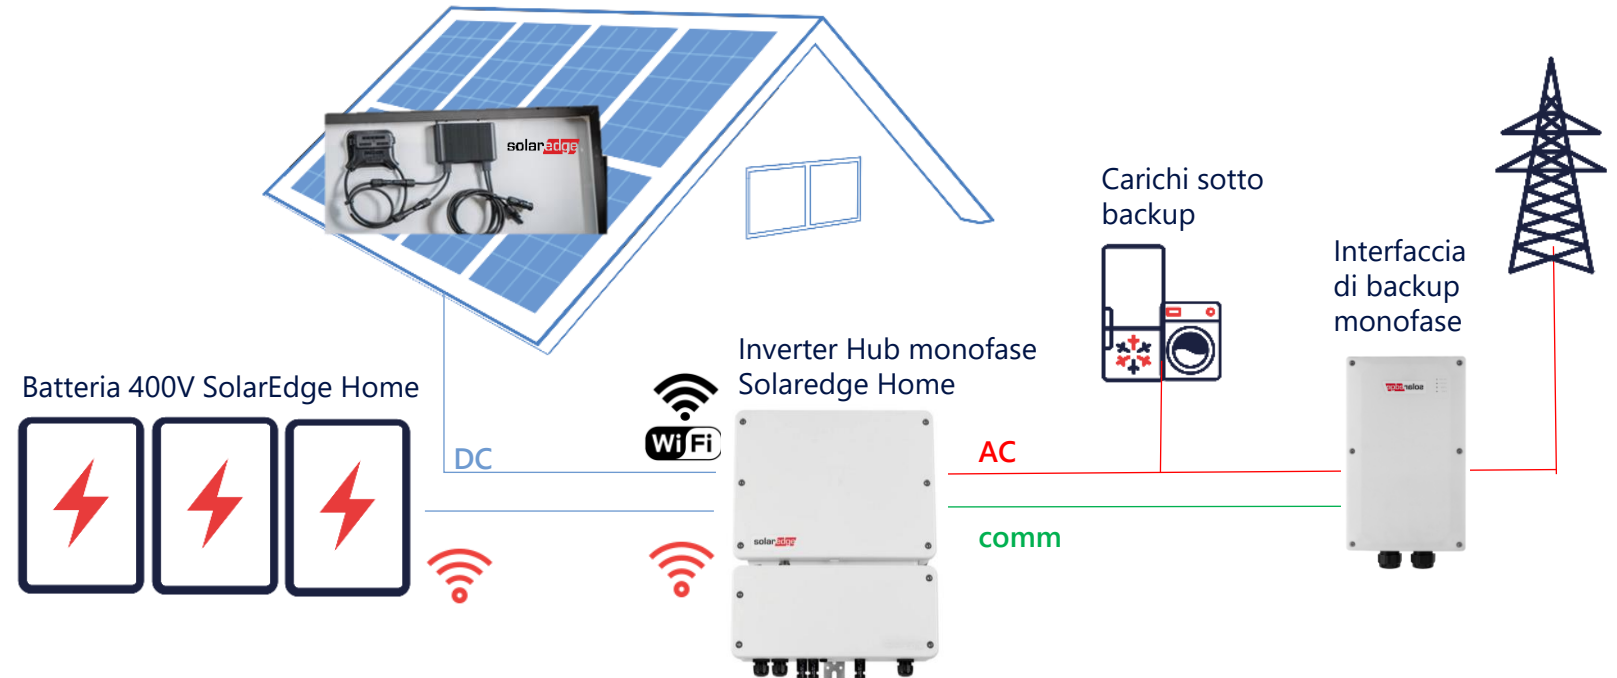 solaredge
Carichi sotto
backup
Interfaccia
di backup
monofase
Inverter Hub monofase
Solaredge Home
Batteria 400V SolarEdge Home
WiFi
DC
AC
comm
solaredge
solaredge